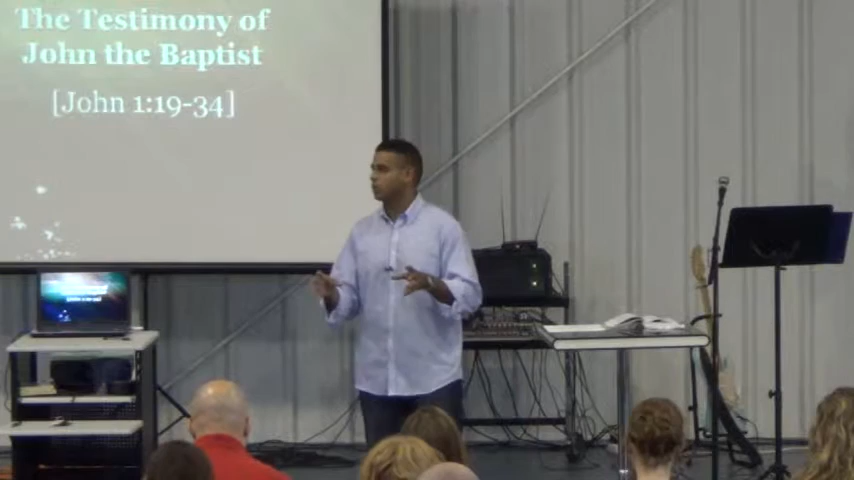 The Testimony of
John the Baptist
[John 1:19-34]